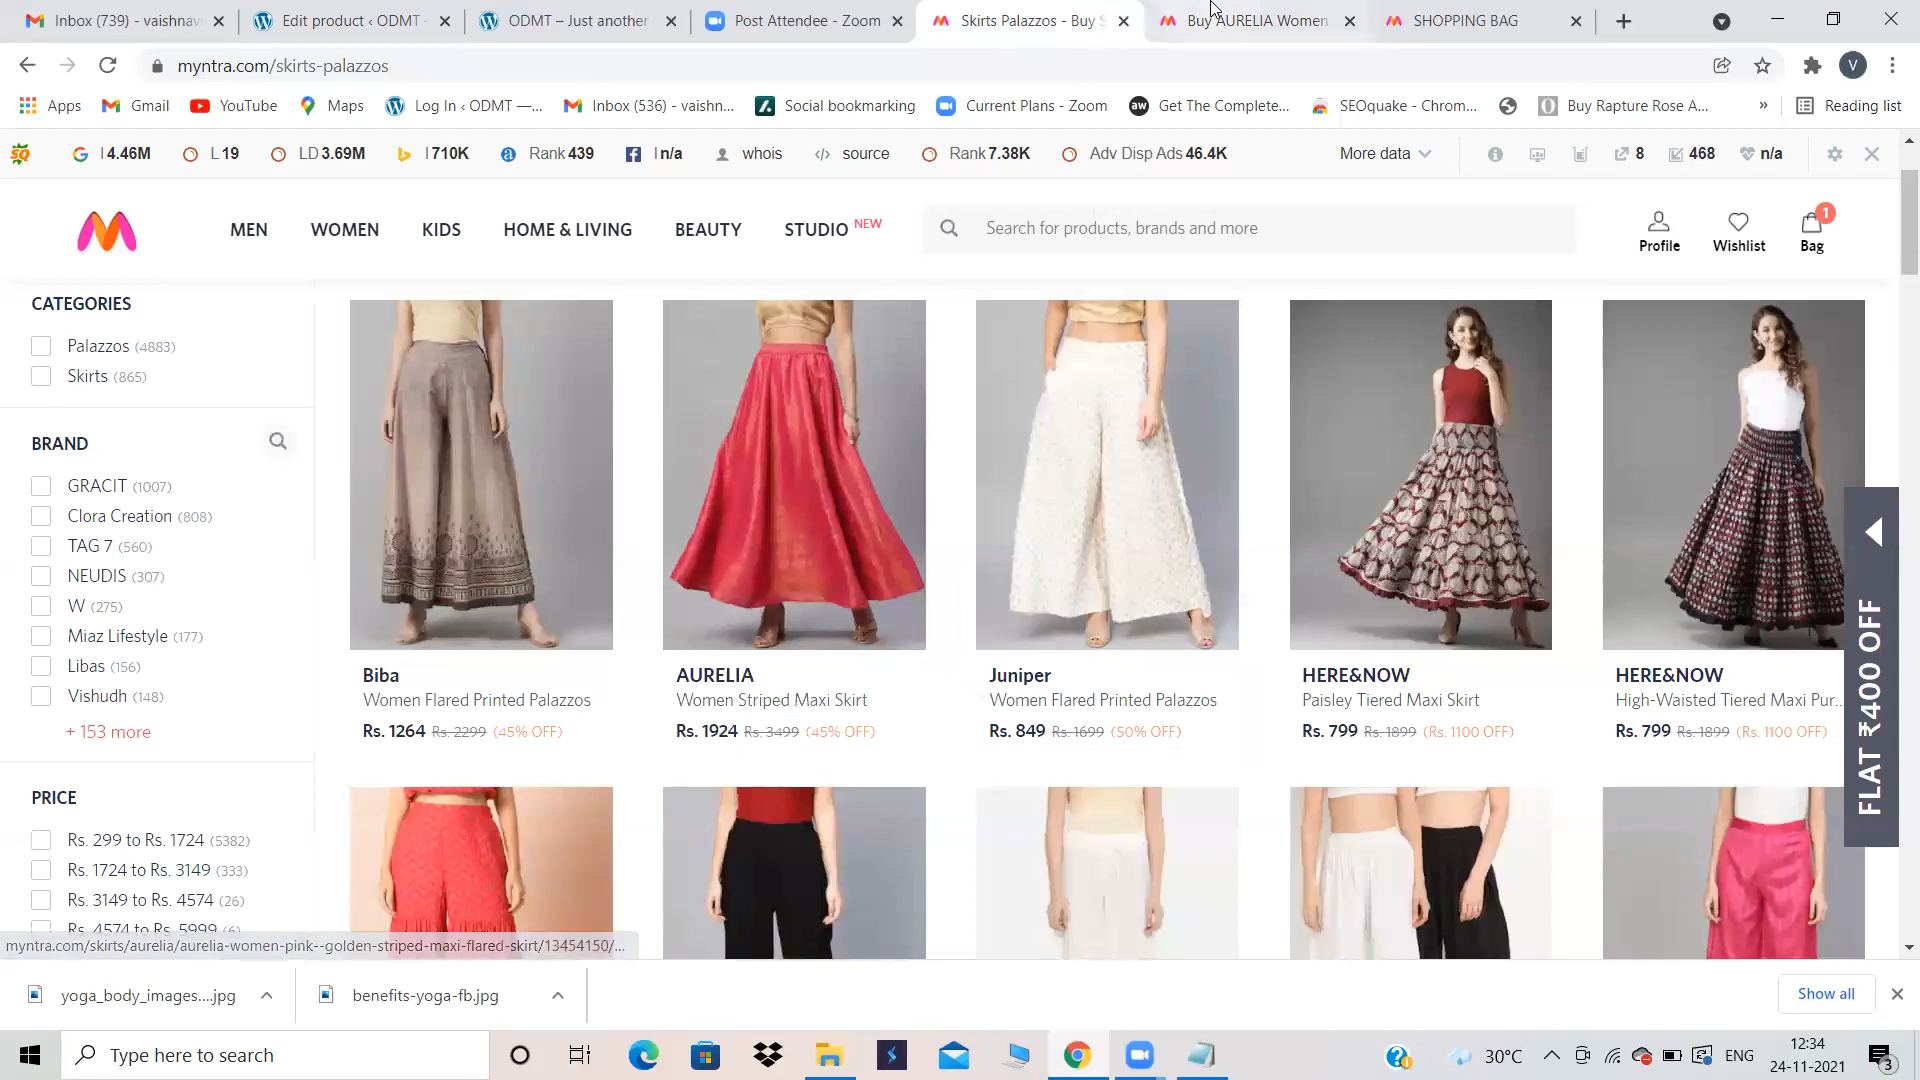 Inbox (739) - vaishnavi
Edit product ‹ ODMT -
ODMT – Just another
Post Attendee - Zoom
Skirts Palazzos - Buy S
Buy AURELIA Women
SHOPPING BAG
myntra.com/skirts-palazzos
V
Apps
Gmail
YouTube
Maps
Log In ‹ ODMT —...
Inbox (536) - vaishn...
Social bookmarking
Current Plans - Zoom
Get The Complete...
SEOquake - Chrom...
Buy Rapture Rose A...
»
Reading list
I 4.46M
L 19
LD 3.69M
I 710K
Rank 439
I n/a
whois
source
Rank 7.38K
Adv Disp Ads 46.4K
More data
8
468
n/a
MEN
WOMEN
KIDS
HOME & LIVING
BEAUTY
STUDIO NEW
Search for products, brands and more
Profile
Wishlist
1
Bag
CATEGORIES
Palazzos (4883)
Skirts (865)
BRAND
GRACIT (1007)
Clora Creation (808)
TAG 7 (560)
NEUDIS (307)
W (275)
Miaz Lifestyle (177)
Libas (156)
Vishudh (148)
+ 153 more
PRICE
Rs. 299 to Rs. 1724 (5382)
Rs. 1724 to Rs. 3149 (333)
Rs. 3149 to Rs. 4574 (26)
Rs. 4574 to Rs. 5999 (6)
Biba
Women Flared Printed Palazzos
Rs. 1264 Rs. 2299 (45% OFF)
AURELIA
Women Striped Maxi Skirt
Rs. 1924 Rs. 3499 (45% OFF)
Juniper
Women Flared Printed Palazzos
Rs. 849 Rs. 1699 (50% OFF)
HERE&NOW
Paisley Tiered Maxi Skirt
Rs. 799 Rs. 1899 (Rs. 1100 OFF)
HERE&NOW
High-Waisted Tiered Maxi Pur...
Rs. 799 Rs. 1899 (Rs. 1100 OFF)
FLAT ₹400 OFF
myntra.com/skirts/aurelia/aurelia-women-pink--golden-striped-maxi-flared-skirt/13454150/...
yoga_body_images....jpg
benefits-yoga-fb.jpg
Show all
Type here to search
30°C
ENG
12:34
24-11-2021
3